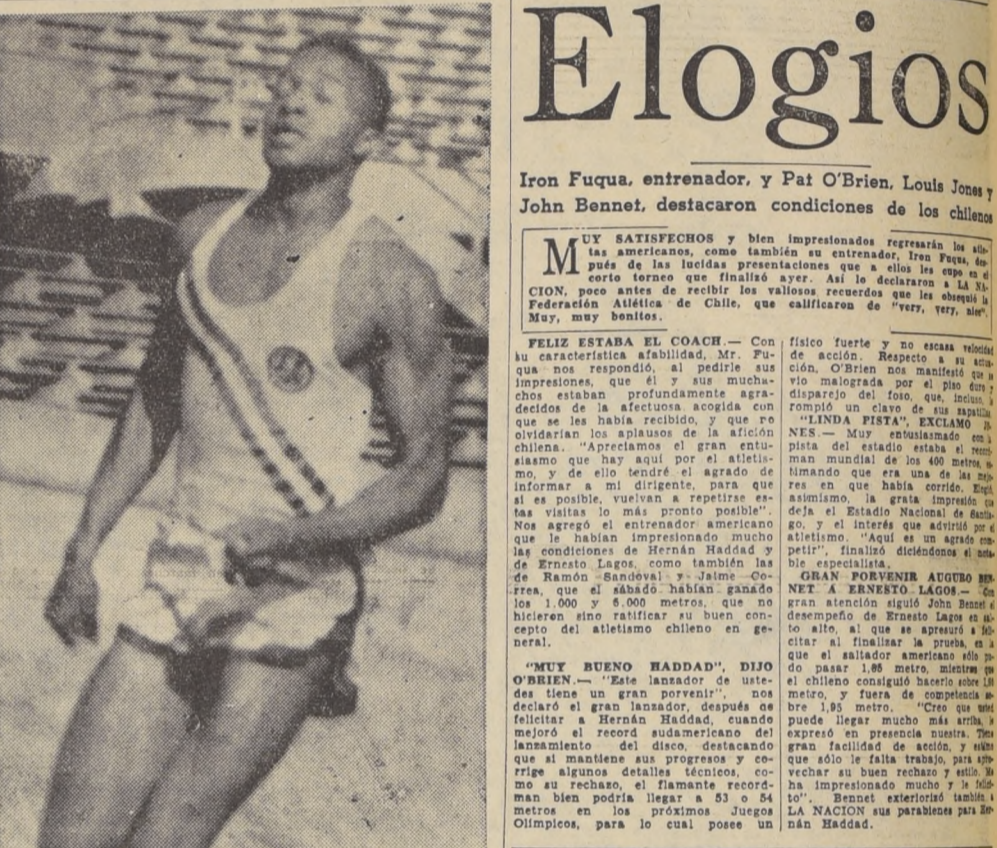 Elogios
Iron Fuqua, entrenador, y Pat O'Brien, Louis Jones y
John Bennet, destacaron condiciones de los chilenos
MUY SATISFECHOS y bien impresionados regresarán los atle-
tas americanos, como también su entrenador, Iron Fuqua, des-
pués de las lucidas presentaciones que a ellos les cupo en el
corto torneo que finalizó ayer. Así lo declararon a LA NA-
CION, poco antes de recibir los valiosos recuerdos que les obsequió la
Federación Atlética de Chile, que calificaron de "very, very, nice".
Muy, muy bonitos.
FELIZ ESTABA EL COACH.— Con
su característica afabilidad, Mr. Fu-
qua nos respondió, al pedirle sus
impresiones, que él y sus mucha-
chos estaban profundamente agra-
decidos de la afectuosa acogida con
que se les había recibido, y que no
olvidarían los aplausos de la afición
chilena. "Apreciamos el gran entu-
siasmo que hay aquí por el atletis-
mo, y de ello tendré el agrado de
informar a mi dirigente, para que
si es posible, vuelvan a repetirse es-
tas visitas lo más pronto posible".
Nos agregó el entrenador americano
que le habían impresionado mucho
las condiciones de Hernán Haddad y
de Ernesto Lagos, como también las
de Ramón Sandoval y Jaime Co-
rrea, que el sábado habían ganado
los 1.000 y 5.000 metros, que no
hicieron sino ratificar su buen con-
cepto del atletismo chileno en ge-
neral.
"MUY BUENO HADDAD", DIJO
O'BRIEN.— "Este lanzador de uste-
des tiene un gran porvenir", nos
declaró el gran lanzador, después de
felicitar a Hernán Haddad, cuando
mejoró el record sudamericano del
lanzamiento del disco, destacando
que si mantiene sus progresos y co-
rrige algunos detalles técnicos, co-
mo su rechazo, el flamante record-
man bien podría llegar a 53 o 54
metros en los próximos Juegos
Olímpicos, para lo cual posee un
físico fuerte y no escasa velocidad
de acción. Respecto a su actua-
ción, O'Brien nos manifestó que se
vio malograda por el piso duro y
disparejo del foso, que, incluso, le
rompió un clavo de sus zapatillas
"LINDA PISTA", EXCLAMO JO-
NES.— Muy entusiasmado con la
pista del estadio estaba el record-
man mundial de los 400 metros, es-
timando que era una de las mejo-
res en que había corrido. Elogió,
asimismo, la grata impresión que
deja el Estadio Nacional de Santia-
go, y el interés que advirtió por el
atletismo. "Aquí es un agrado com-
petir", finalizó diciéndonos el nota-
ble especialista.
GRAN PORVENIR AUGURO BEN-
NET A ERNESTO LAGOS.— Con
gran atención siguió John Bennet el
desempeño de Ernesto Lagos en sal-
to alto, al que se apresuró a feli-
citar al finalizar la prueba, en la
que el saltador americano sólo pu-
do pasar 1,85 metro, mientras que
el chileno consiguió hacerlo sobre
metro, y fuera de competencia so-
bre 1,95 metro. "Creo que usted
puede llegar mucho más arriba, le
expresó en presencia nuestra. Tiene
gran facilidad de acción, y estimo
que sólo le falta trabajo, para apro-
vechar su buen rechazo y estilo. Me
ha impresionado mucho y le felici-
to". Bennet exteriorizó también a
LA NACION sus parabienes para Her-
nán Haddad.